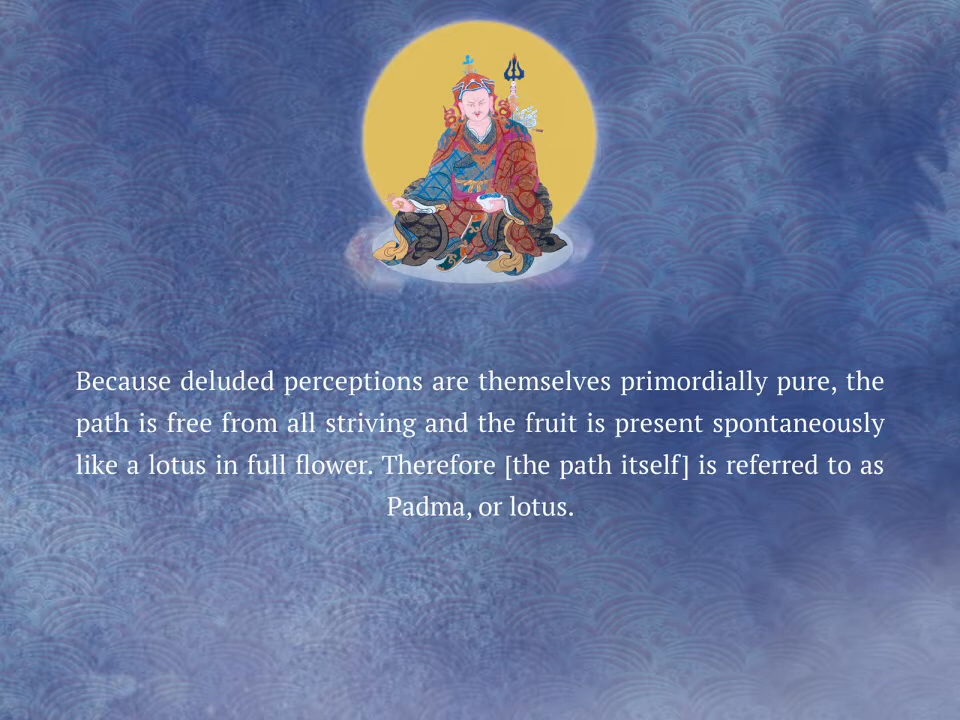 Because deluded perceptions are themselves primordially pure, the
path is free from all striving and the fruit is present spontaneously
like a lotus in full flower. Therefore [the path itself] is referred to as
Padma, or lotus.